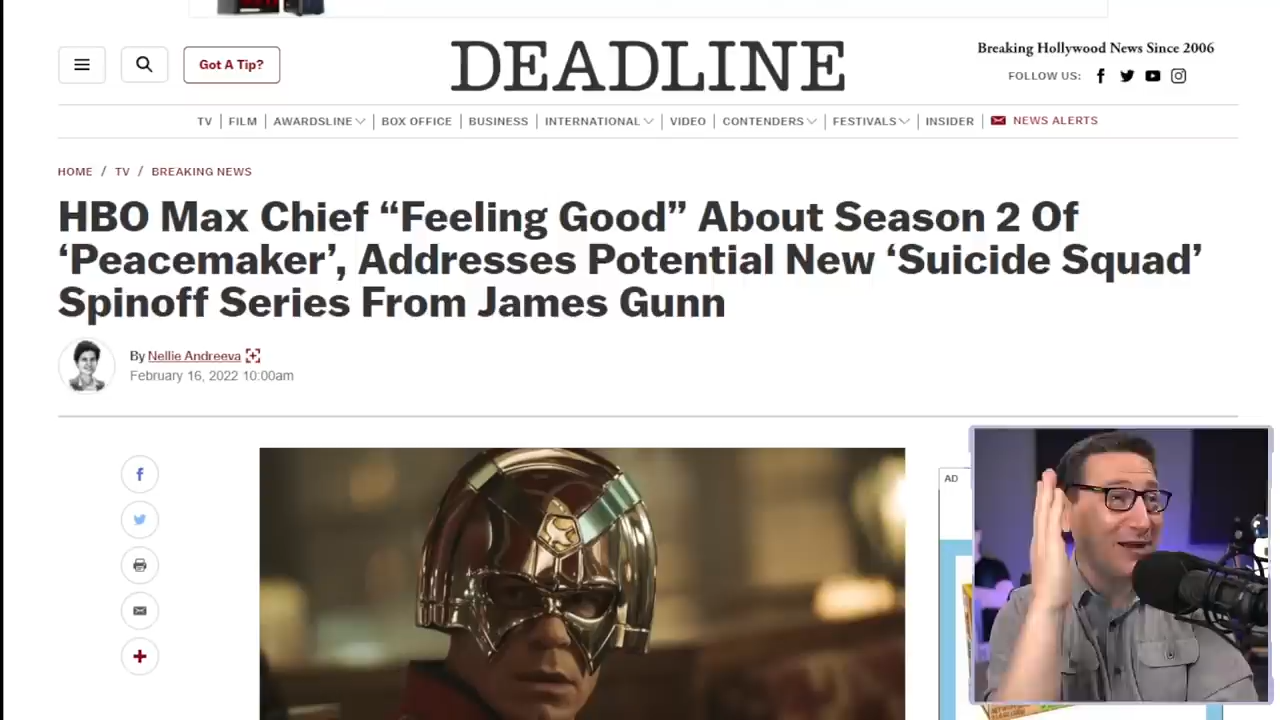 Got A Tip?
DEADLINE
Breaking Hollywood News Since 2006
FOLLOW US:
TV | FILM | AWARDSLINE | BOX OFFICE | BUSINESS | INTERNATIONAL | VIDEO | CONTENDERS | FESTIVALS | INSIDER | NEWS ALERTS
HOME / TV / BREAKING NEWS
HBO Max Chief “Feeling Good” About Season 2 Of
‘Peacemaker’, Addresses Potential New ‘Suicide Squad’
Spinoff Series From James Gunn
By Nellie Andreeva
February 16, 2022 10:00am
AD